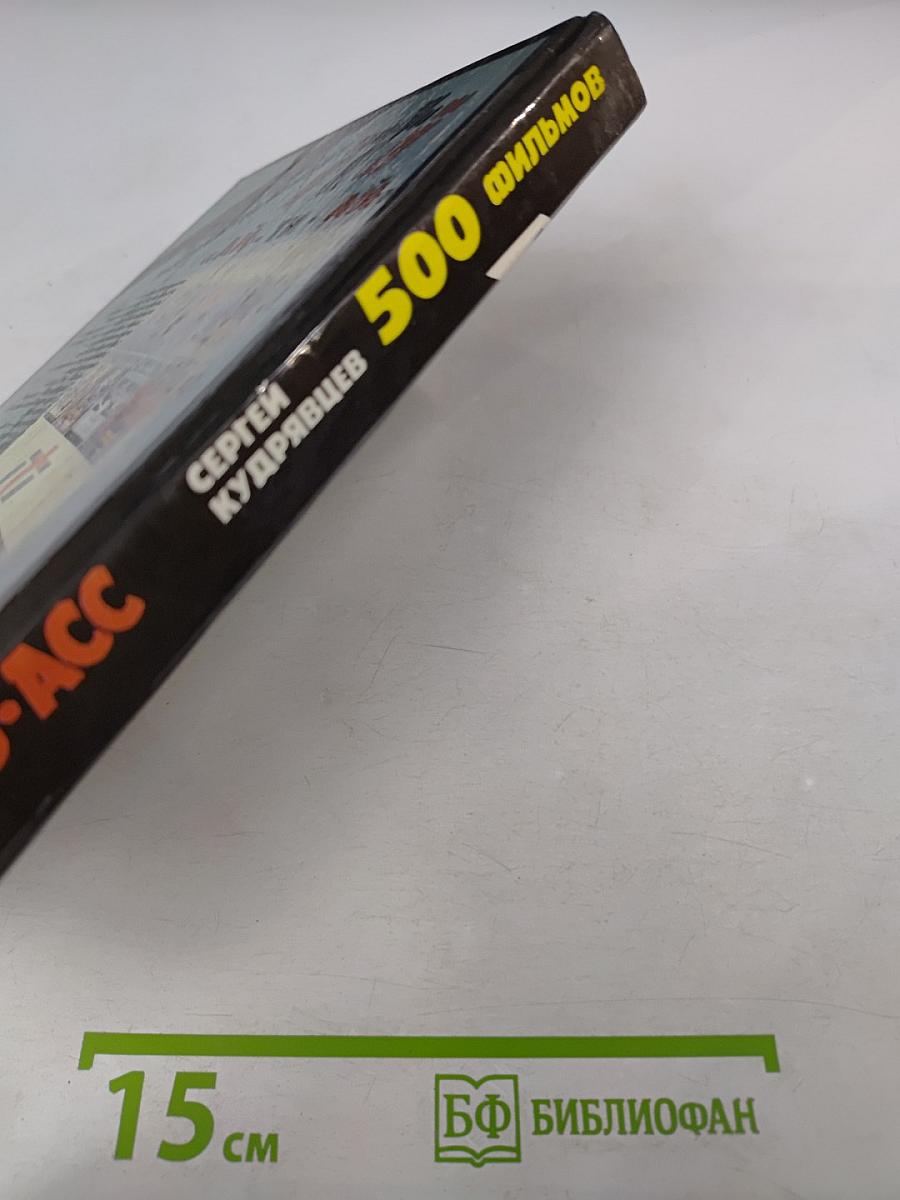 500 ФИЛЬМОВ
СЕРГЕЙ
КУДРЯВЦЕВ
АСС
15 см
БФ БИБЛИОФАН